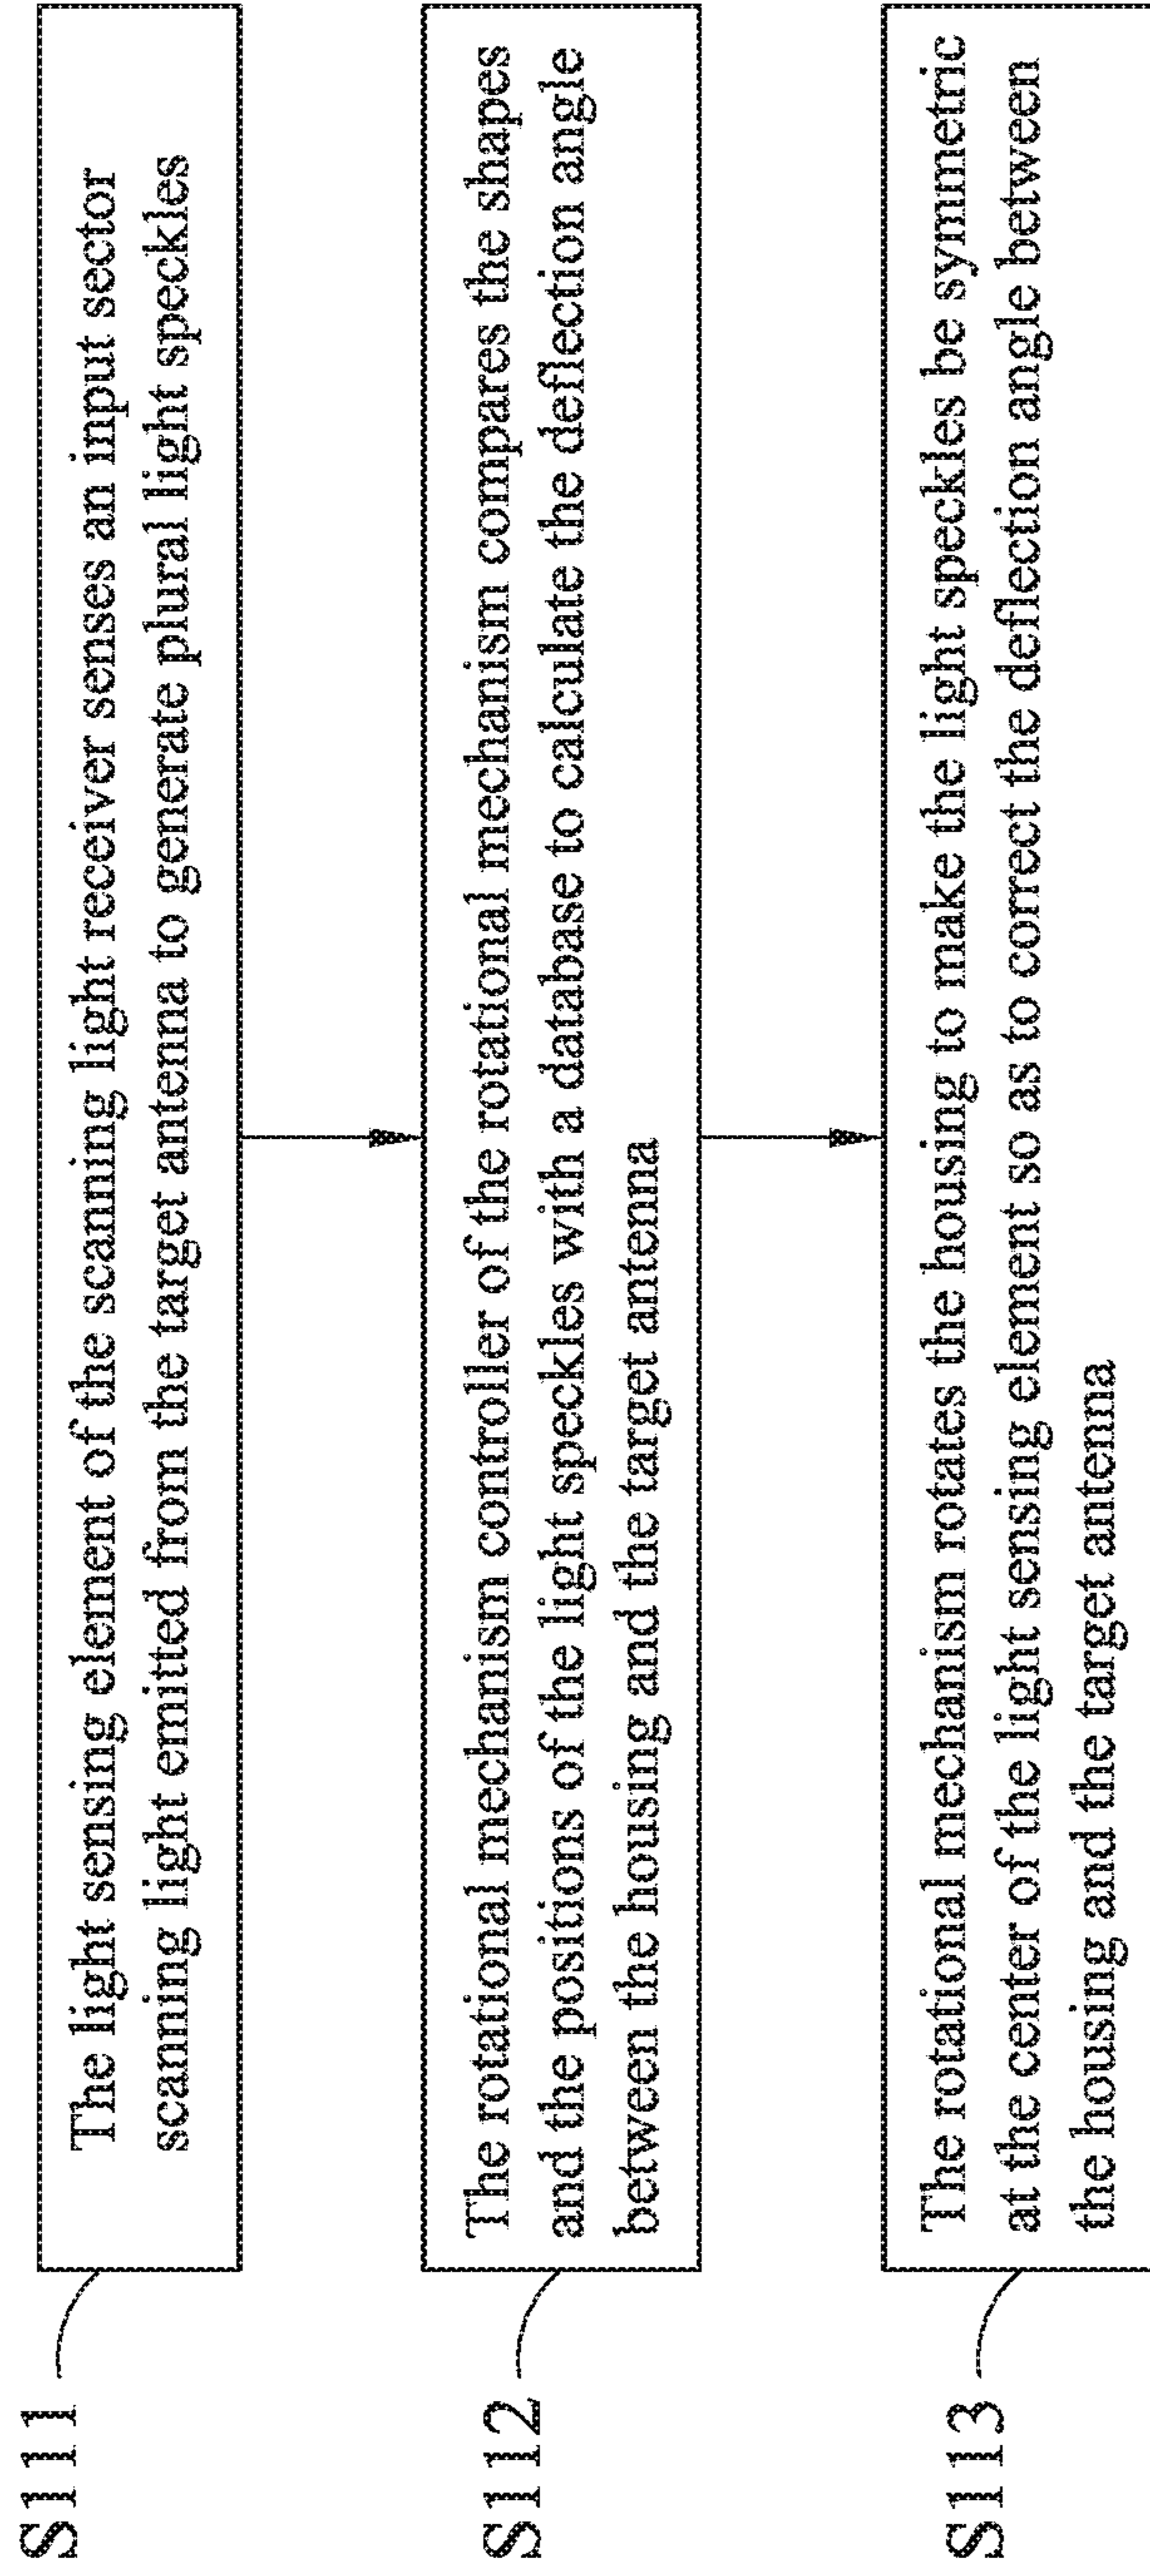 S111
The light sensing element of the scanning light receiver senses an input sector
scanning light emitted from the target antenna to generate plural light speckles
S112
The rotational mechanism controller of the rotational mechanism compares the shapes
and the positions of the light speckles with a database to calculate the deflection angle
between the housing and the target antenna
S113
The rotational mechanism rotates the housing to make the light speckles be symmetric
at the center of the light sensing element so as to correct the deflection angle between
the housing and the target antenna